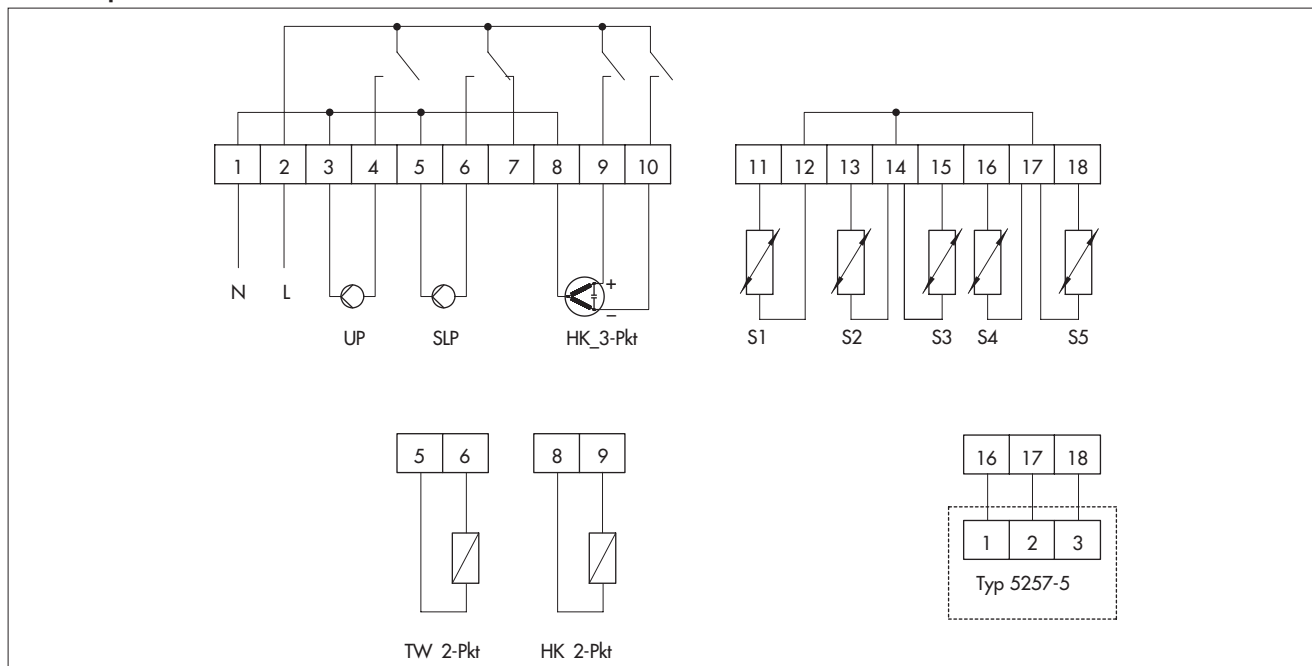 1 2 3 4 5 6 7 8 9 10 11 12 13 14 15 16 17 18
N L + −
UP SLP HK_3-Pkt S1 S2 S3 S4 S5
5 6 8 9 16 17 18
1 2 3
Typ 5257-5
TW 2-Pkt HK 2-Pkt